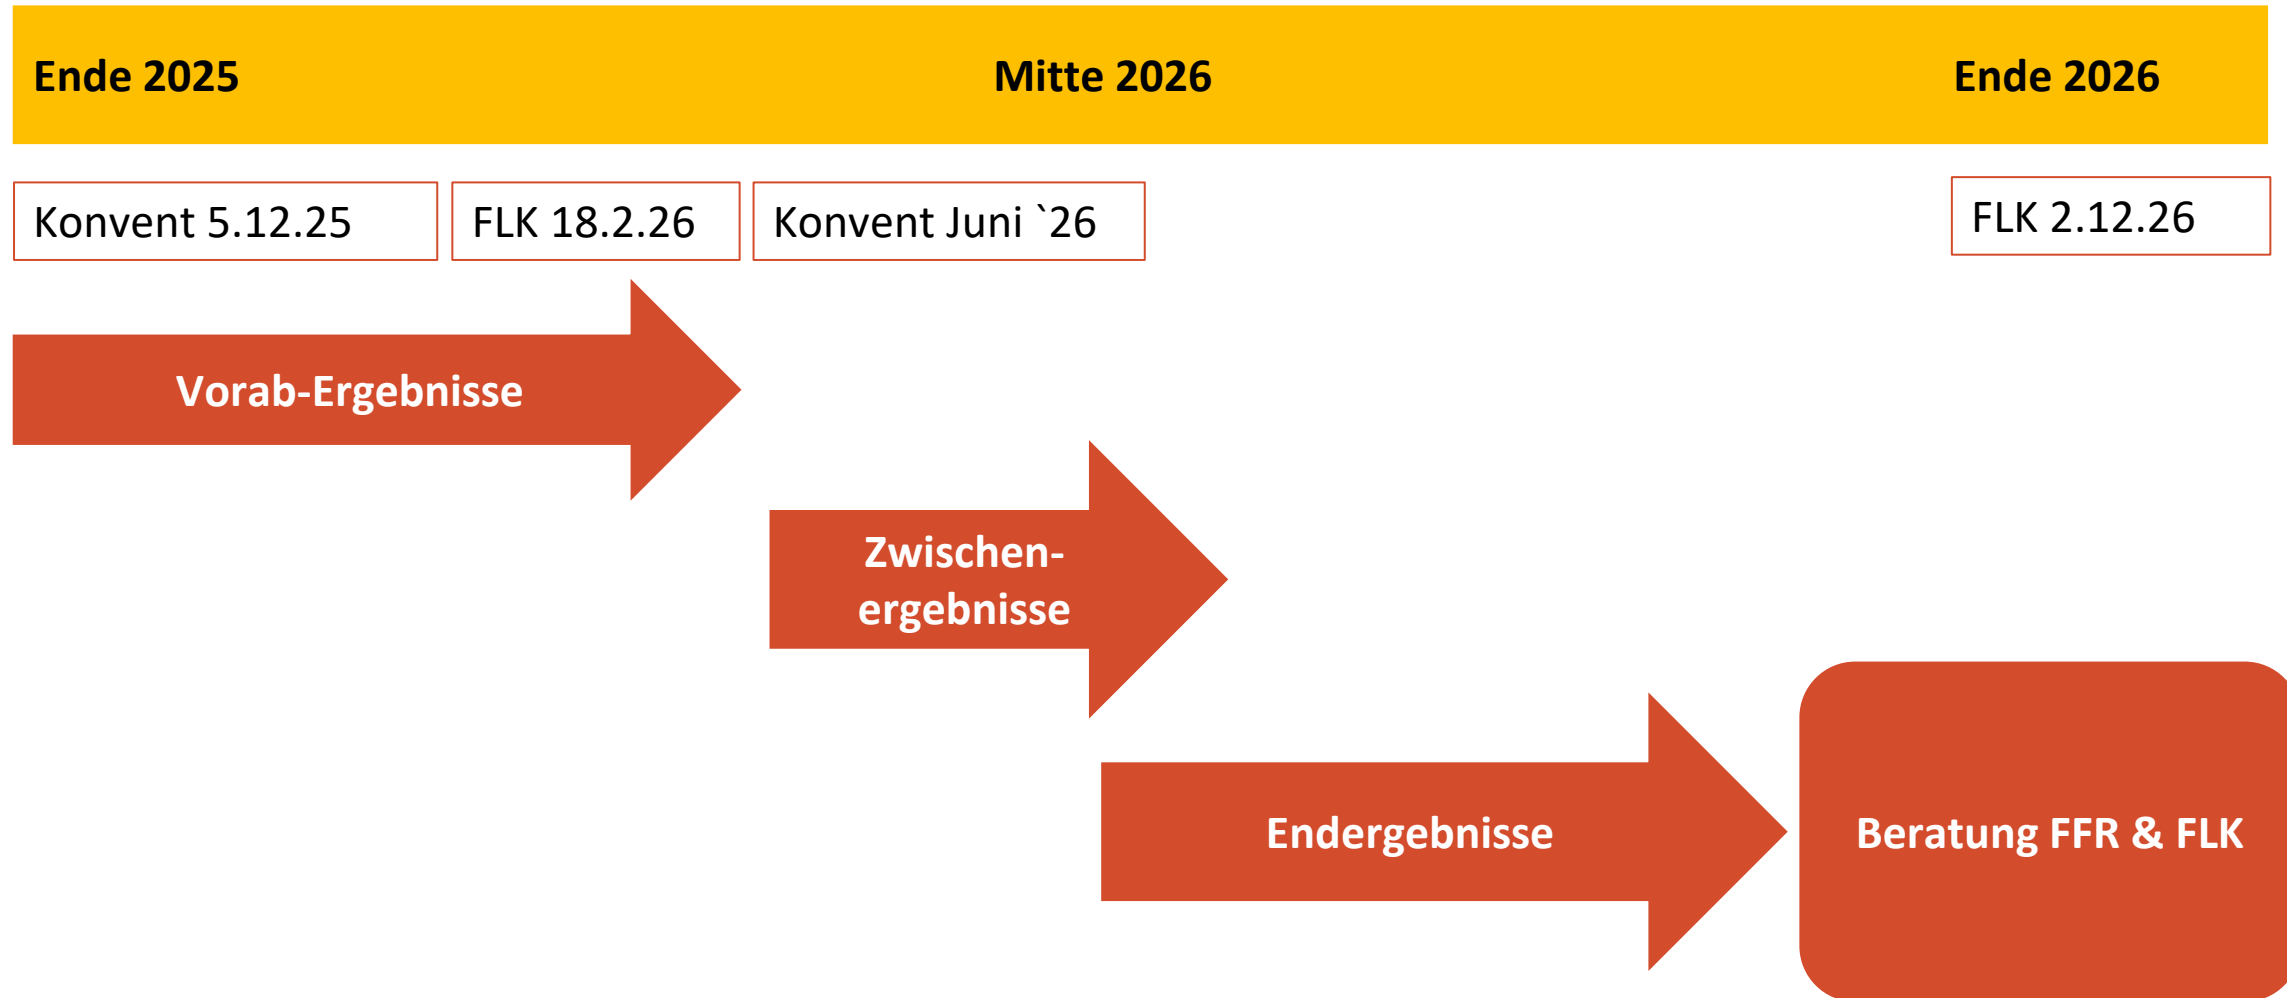 Ende 2025
Mitte 2026
Ende 2026
Konvent 5.12.25
FLK 18.2.26
Konvent Juni `26
FLK 2.12.26
Vorab-Ergebnisse
Zwischen-
ergebnisse
Endergebnisse
Beratung FFR & FLK